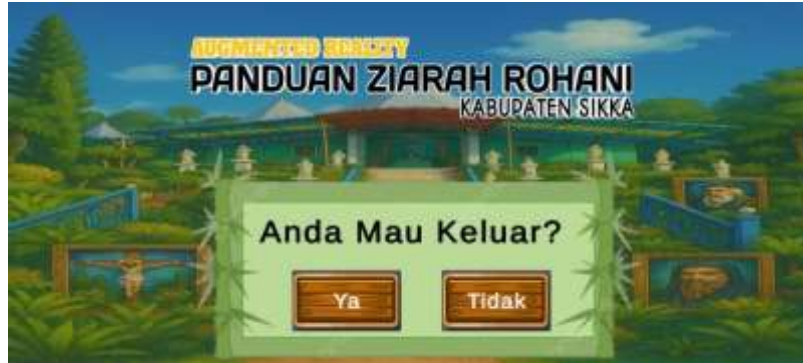 AUGMENTED REALITY
PANDUAN ZIARAH ROHANI
KABUPATEN SIKKA
Anda Mau Keluar?
Ya
Tidak